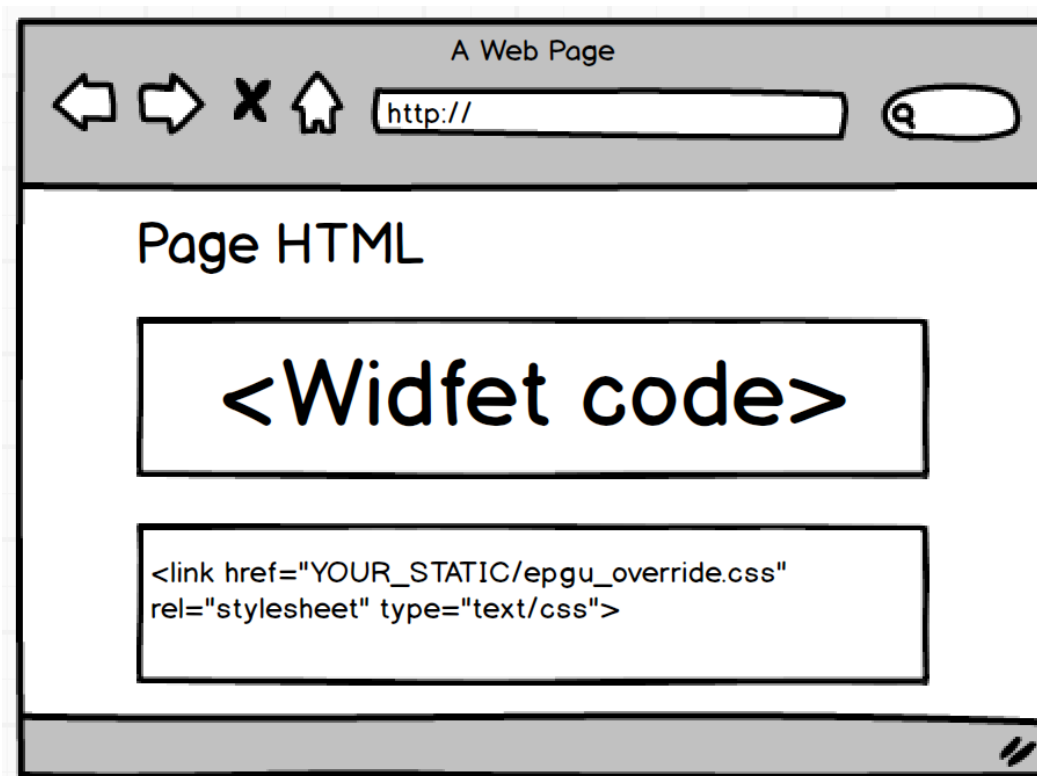 A Web Page
http://
Page HTML
<Widfet code>
<link href="YOUR_STATIC/epgu_override.css"
rel="stylesheet" type="text/css">